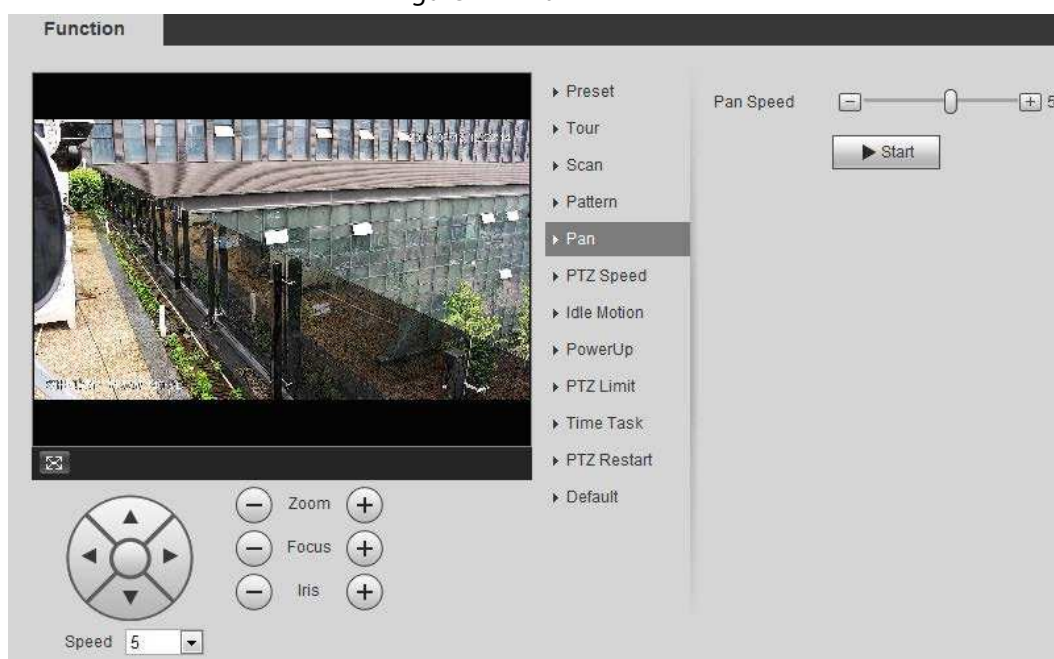 Function
Preset
Tour
Scan
Pattern
Pan
PTZ Speed
Idle Motion
PowerUp
PTZ Limit
Time Task
PTZ Restart
Default
Pan Speed 5
Start
Zoom
Focus
Iris
Speed 5